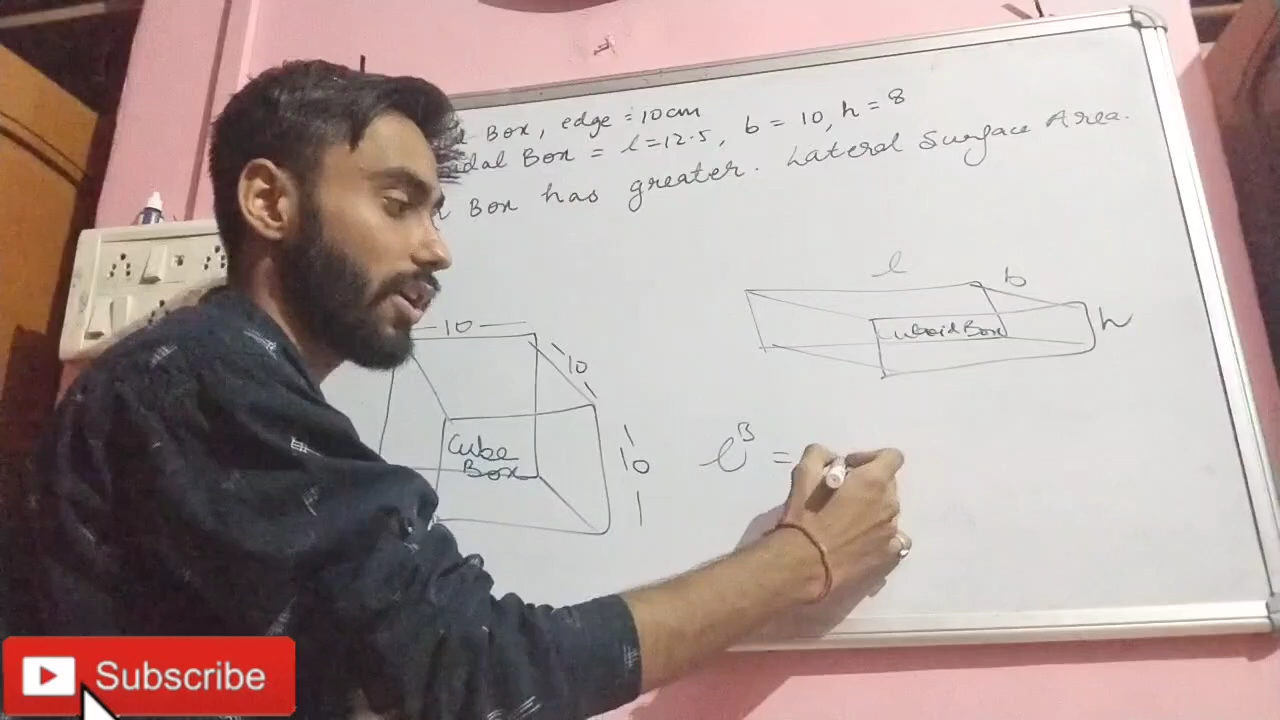 Box, edge = 10cm
dal Box = l = 12.5, b = 10, h = 8
Box has greater. Lateral Surface Area.
l
b
Cuboid Box
h
10
10
Cube
Box
10
l³ =
Subscribe